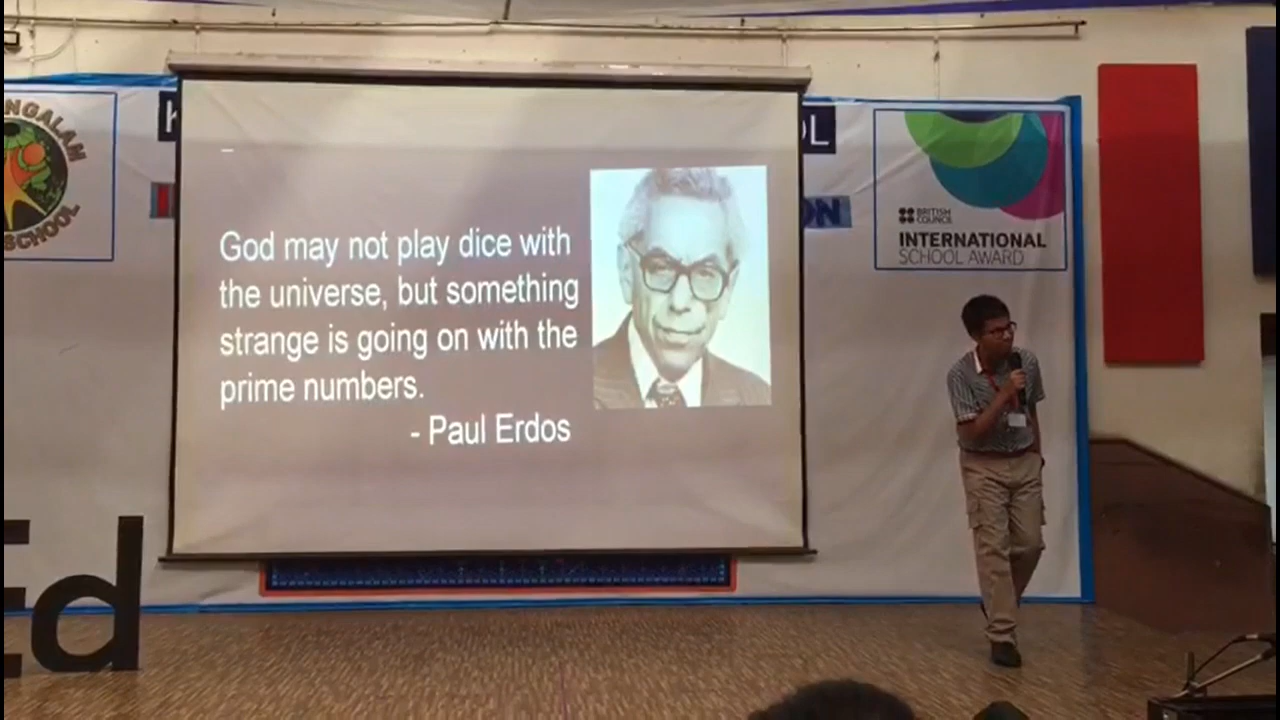 God may not play dice with
the universe, but something
strange is going on with the
prime numbers.
- Paul Erdos
BRITISH
COUNCIL
INTERNATIONAL
SCHOOL AWARD
SCHOOL
Ed